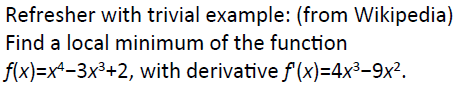 Refresher with trivial example: (from Wikipedia)
Find a local minimum of the function
f(x)=x⁴−3x³+2, with derivative f'(x)=4x³−9x².